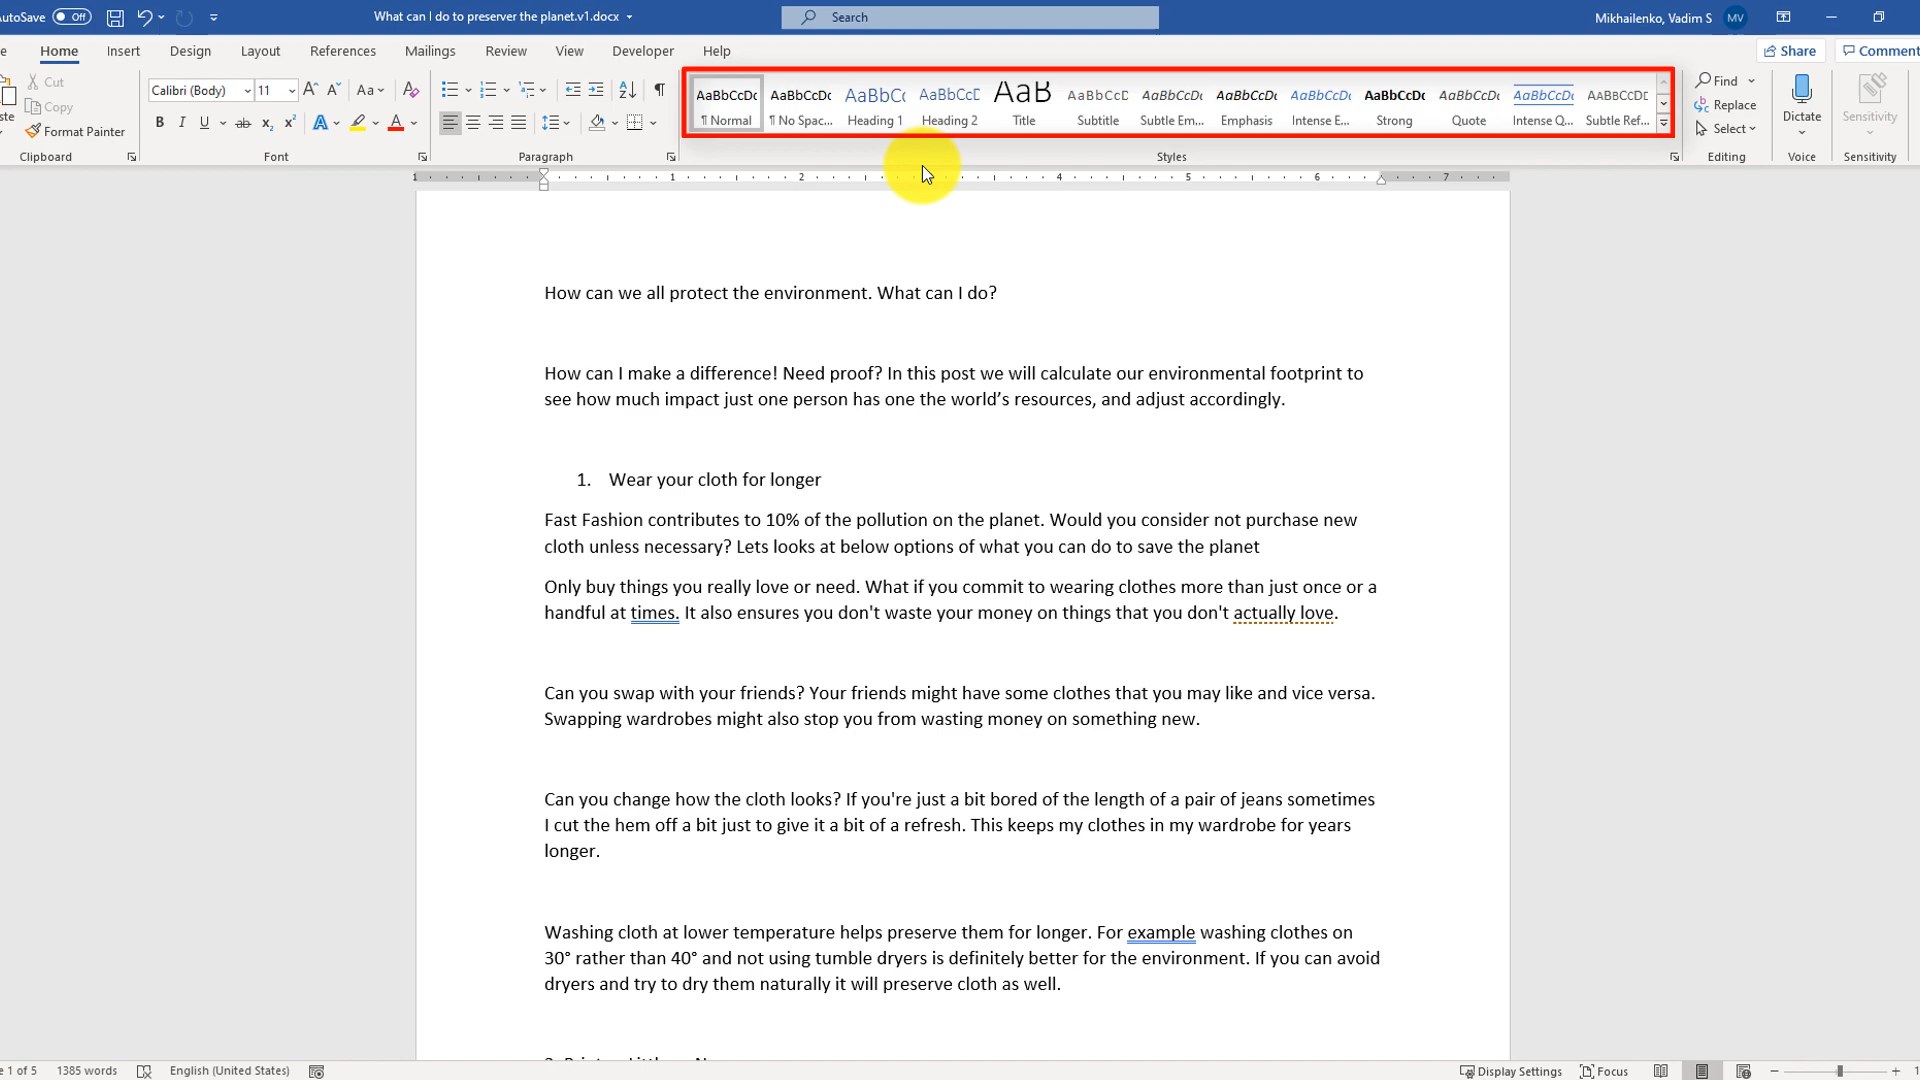 AutoSave Off What can I do to preserver the planet.v1.docx Search Mikhailenko, Vadim S MV
Home Insert Design Layout References Mailings Review View Developer Help Share Comment
Cut
Copy
Format Painter
Clipboard
Calibri (Body) 11 Aa
B I U ab x₂ x² A A
Font
Paragraph
AaBbCcDc AaBbCcDc AaBbCc AaBbCcD AaB AaBbCcD AaBbCcDc AaBbCcDc AaBbCcDc AaBbCcDc AaBbCcDc AaBbCcDc AABBCCDC
¶ Normal ¶ No Spac... Heading 1 Heading 2 Title Subtitle Subtle Em... Emphasis Intense E... Strong Quote Intense Q... Subtle Ref...
Styles
Find
Replace
Select
Editing
Dictate
Voice
Sensitivity
Sensitivity
1 1 2 4 5 6 7
How can we all protect the environment. What can I do?
How can I make a difference! Need proof? In this post we will calculate our environmental footprint to
see how much impact just one person has one the world’s resources, and adjust accordingly.
1. Wear your cloth for longer
Fast Fashion contributes to 10% of the pollution on the planet. Would you consider not purchase new
cloth unless necessary? Lets looks at below options of what you can do to save the planet
Only buy things you really love or need. What if you commit to wearing clothes more than just once or a
handful at times. It also ensures you don't waste your money on things that you don't actually love.
Can you swap with your friends? Your friends might have some clothes that you may like and vice versa.
Swapping wardrobes might also stop you from wasting money on something new.
Can you change how the cloth looks? If you're just a bit bored of the length of a pair of jeans sometimes
I cut the hem off a bit just to give it a bit of a refresh. This keeps my clothes in my wardrobe for years
longer.
Washing cloth at lower temperature helps preserve them for longer. For example washing clothes on
30° rather than 40° and not using tumble dryers is definitely better for the environment. If you can avoid
dryers and try to dry them naturally it will preserve cloth as well.
1 of 5 1385 words English (United States) Display Settings Focus